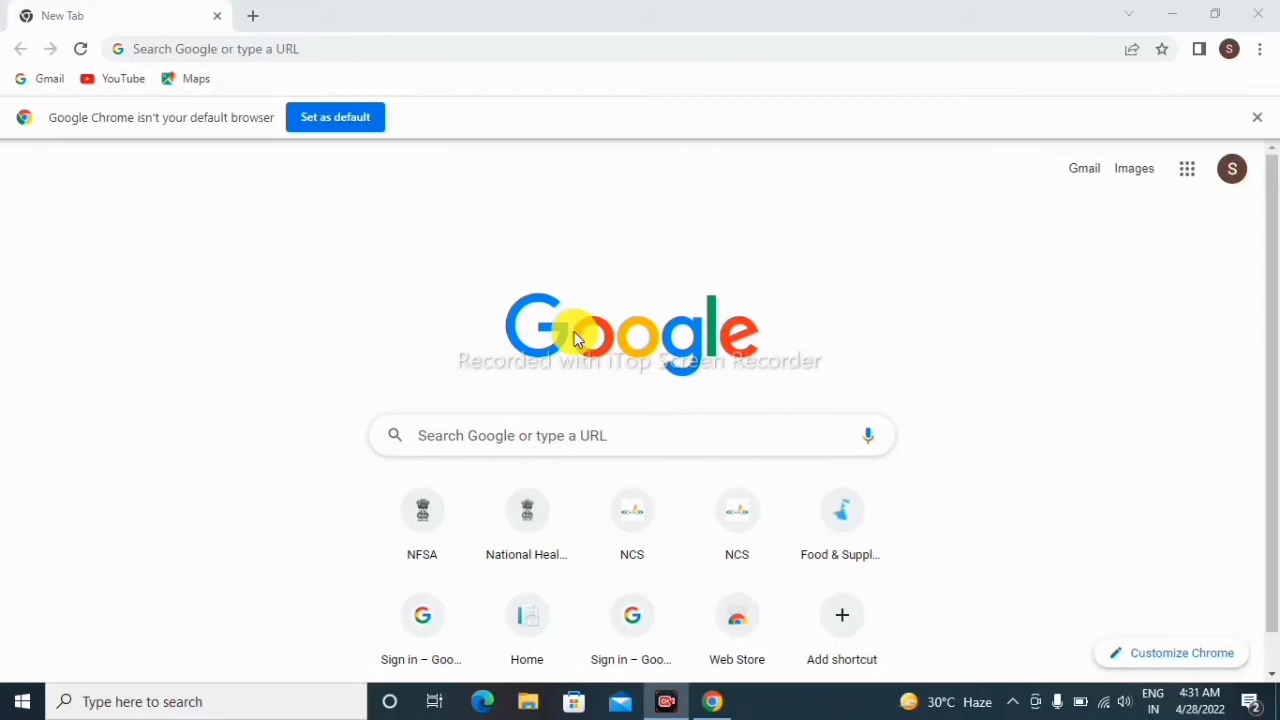 New Tab
Search Google or type a URL
Gmail YouTube Maps
Google Chrome isn't your default browser Set as default
S
Gmail Images S
Google
Recorded with iTop Screen Recorder
Search Google or type a URL
NFSA National Heal... NCS NCS Food & Suppl...
Sign in – Goo... Home Sign in – Goo... Web Store Add shortcut
Customize Chrome
Type here to search
30°C Haze
ENG
IN
4:31 AM
4/28/2022
2